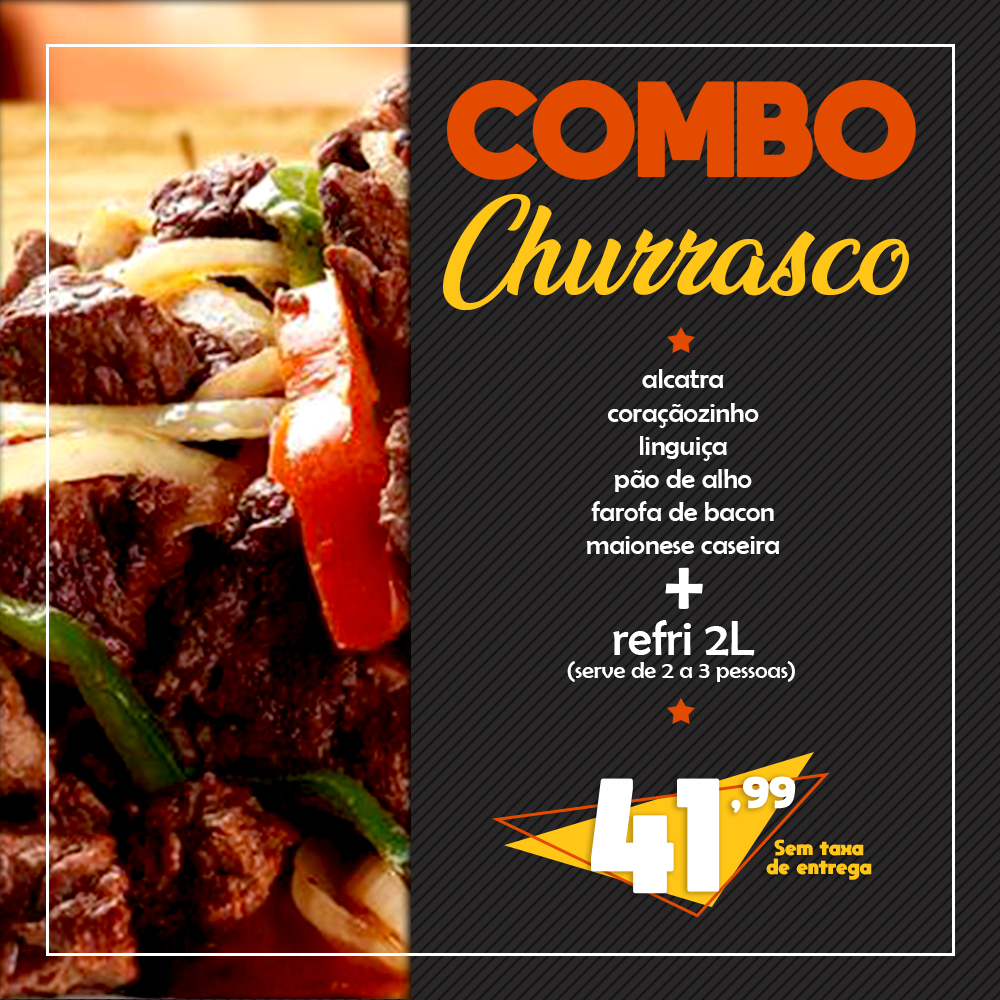 COMBO
Churrasco
alcatra
coraçãozinho
linguiça
pão de alho
farofa de bacon
maionese caseira
+
refri 2L
(serve de 2 a 3 pessoas)
41,99
Sem taxa
de entrega